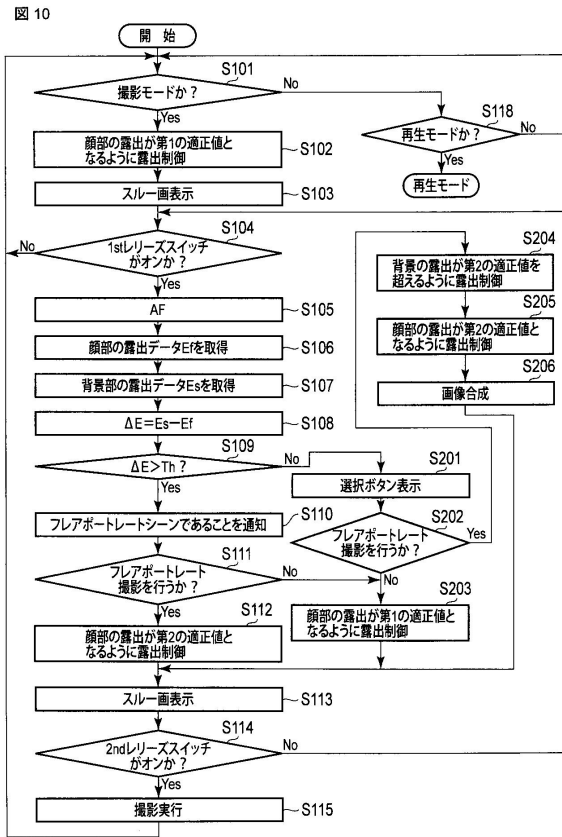 図 10
開 始
S101
撮影モードか？
No
Yes
S118
再生モードか？
No
Yes
再生モード
顔部の露出が第1の適正値と
なるように露出制御
S102
スルー画表示
S103
S104
1stレリーズスイッチ
がオンか？
No
Yes
AF
S105
顔部の露出データEfを取得
S106
背景部の露出データEsを取得
S107
ΔE=Es−Ef
S108
S109
ΔE>Th？
No
Yes
フレアポートレートシーンであることを通知
S110
S111
フレアポートレート
撮影を行うか？
No
Yes
S112
顔部の露出が第2の適正値と
なるように露出制御
S201
選択ボタン表示
S202
フレアポートレート
撮影を行うか？
Yes
No
S203
顔部の露出が第1の適正値と
なるように露出制御
S204
背景の露出が第2の適正値を
超えるように露出制御
S205
顔部の露出が第2の適正値と
なるように露出制御
S206
画像合成
スルー画表示
S113
S114
2ndレリーズスイッチ
がオンか？
No
Yes
撮影実行
S115